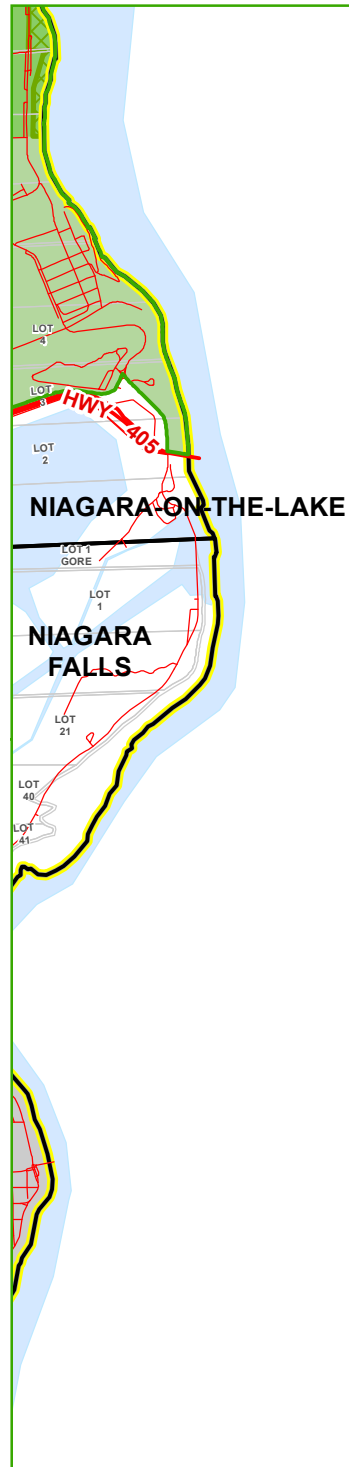 LOT
4
LOT
3
HWY 405
LOT
2
NIAGARA-ON-THE-LAKE
LOT 1
GORE
LOT
1
NIAGARA
FALLS
LOT
21
LOT
40
LOT
41